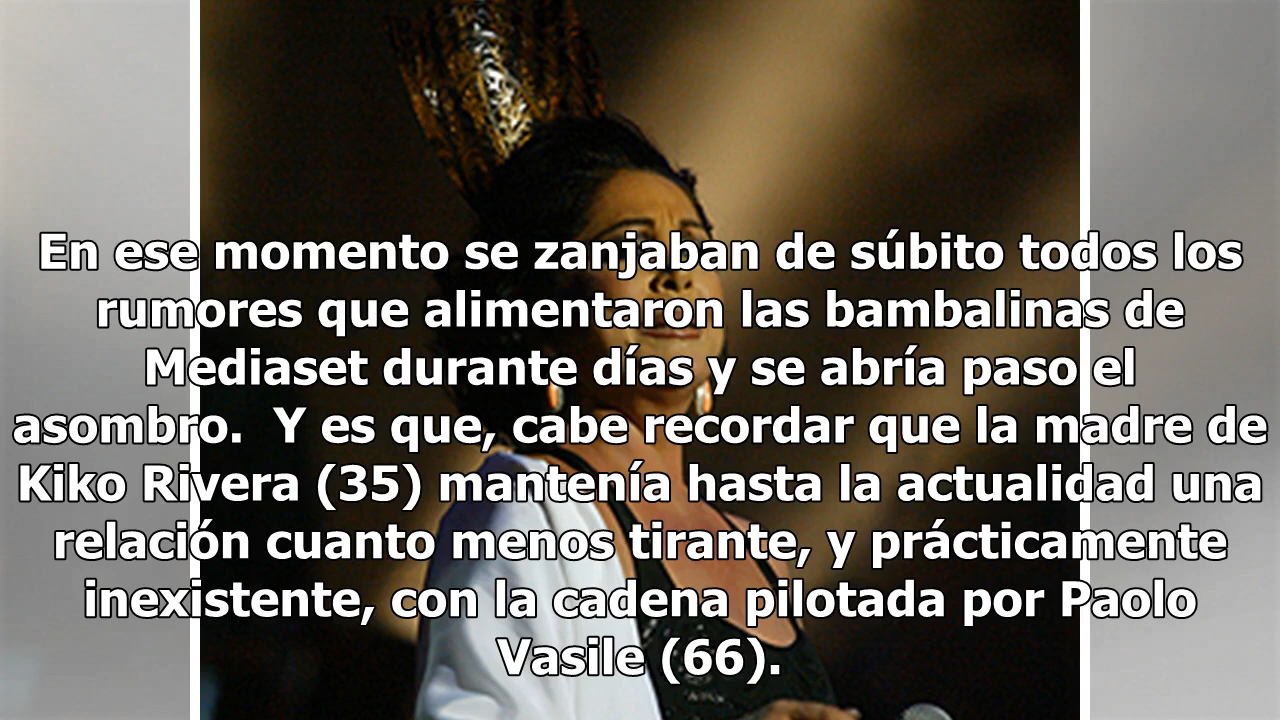 En ese momento se zanjaban de súbito todos los
rumores que alimentaron las bambalinas de
Mediaset durante días y se abría paso el
asombro.  Y es que, cabe recordar que la madre de
Kiko Rivera (35) mantenía hasta la actualidad una
relación cuanto menos tirante, y prácticamente
inexistente, con la cadena pilotada por Paolo
Vasile (66).